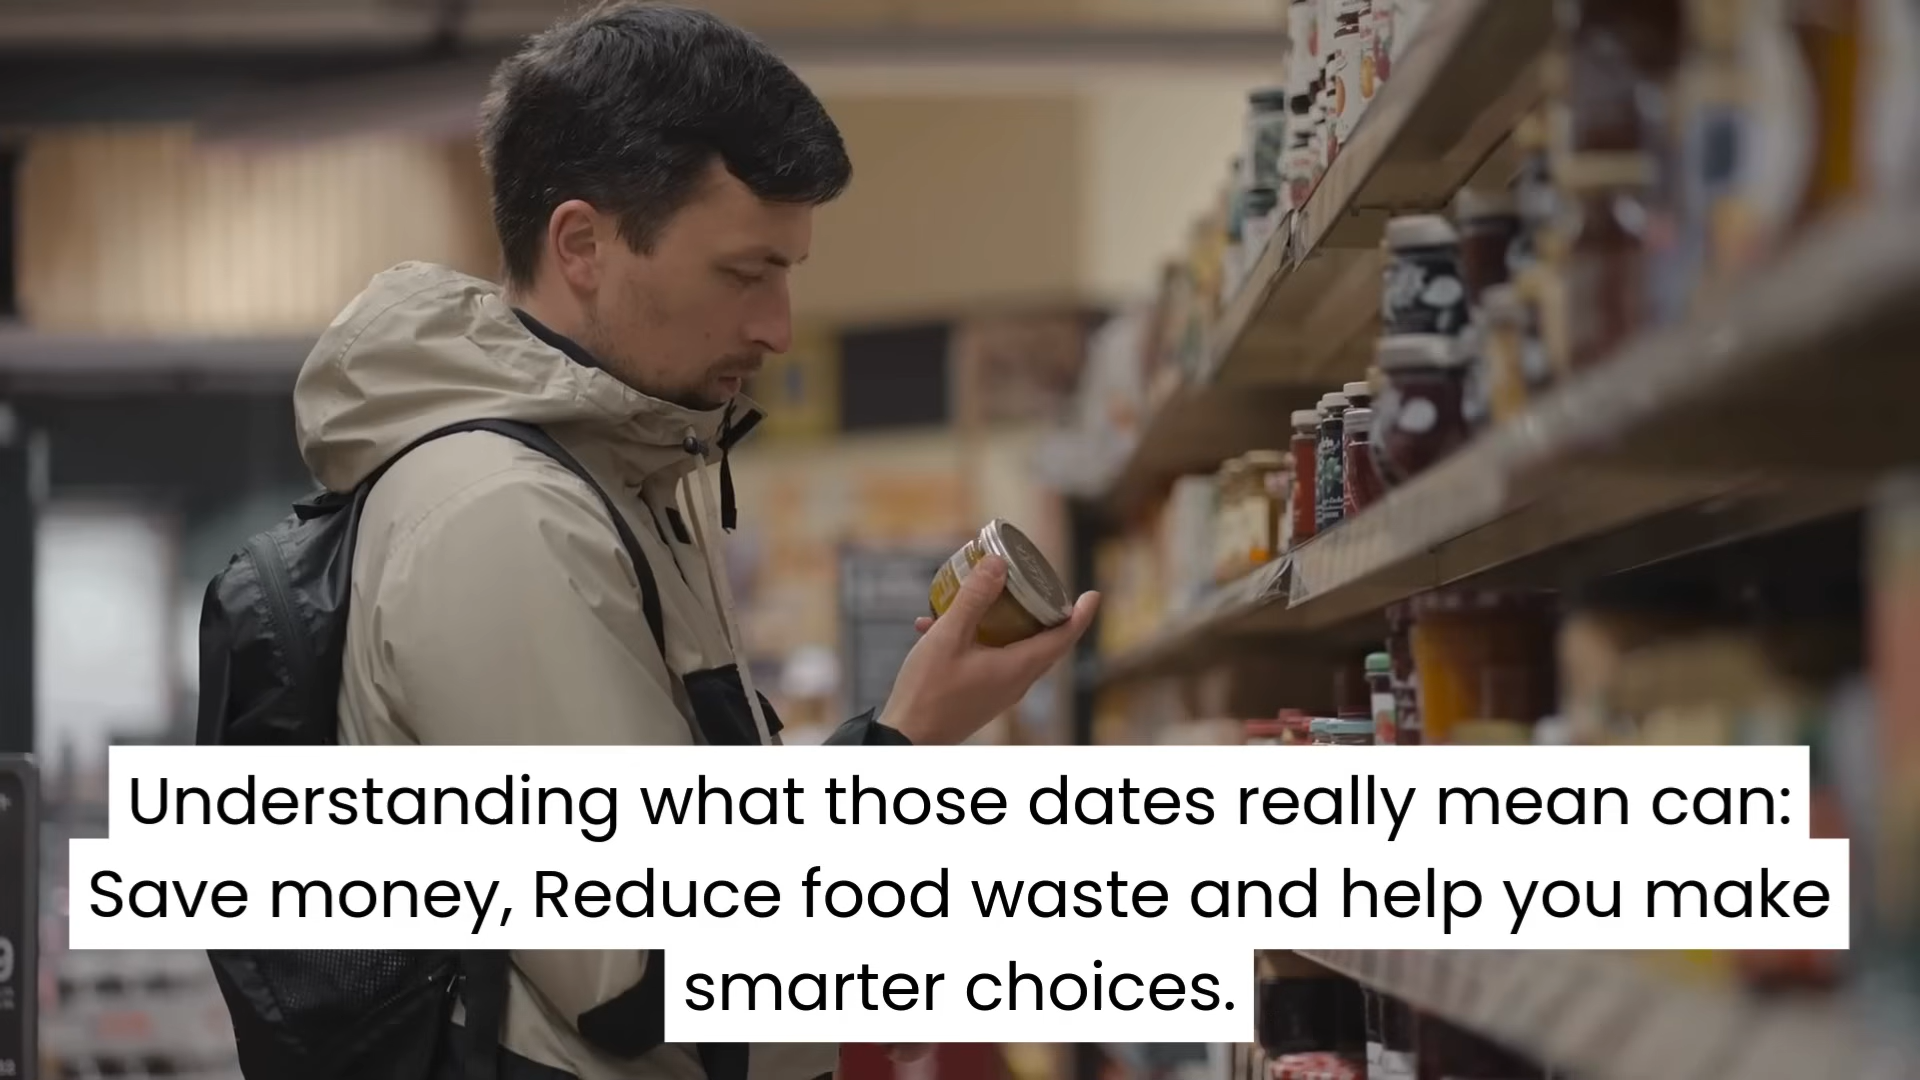 Understanding what those dates really mean can:
Save money, Reduce food waste and help you make
smarter choices.